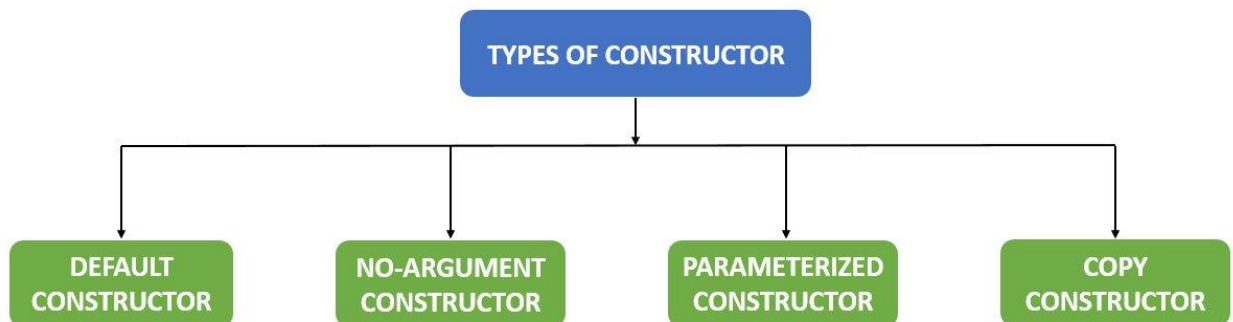 TYPES OF CONSTRUCTOR
DEFAULT
CONSTRUCTOR
NO-ARGUMENT
CONSTRUCTOR
PARAMETERIZED
CONSTRUCTOR
COPY
CONSTRUCTOR